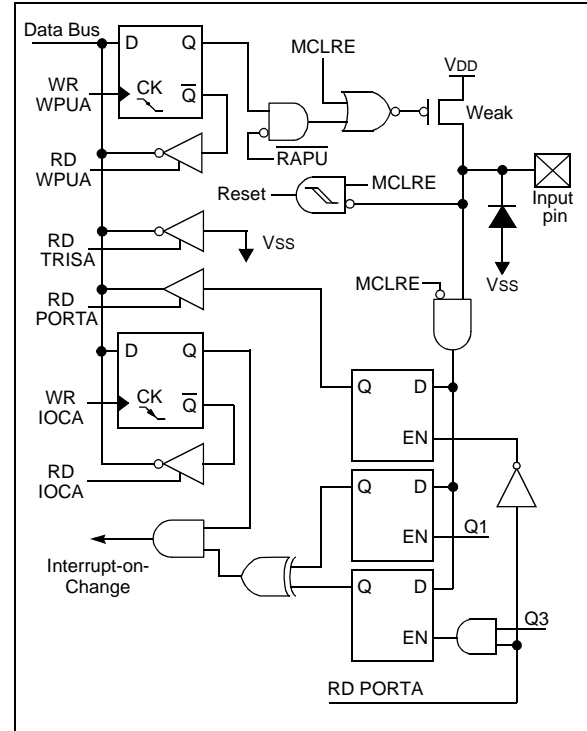 Data Bus
D Q
MCLRE
VDD
WR
WPUA
CK
Q
Weak
RAPU
RD
WPUA
Reset
MCLRE
Input
pin
RD
TRISA
VSS
VSS
RD
PORTA
MCLRE
D Q
Q D
WR
IOCA
CK
Q
EN
RD
IOCA
Q D
EN
Q1
Interrupt-on-
Change
Q D
EN
Q3
RD PORTA